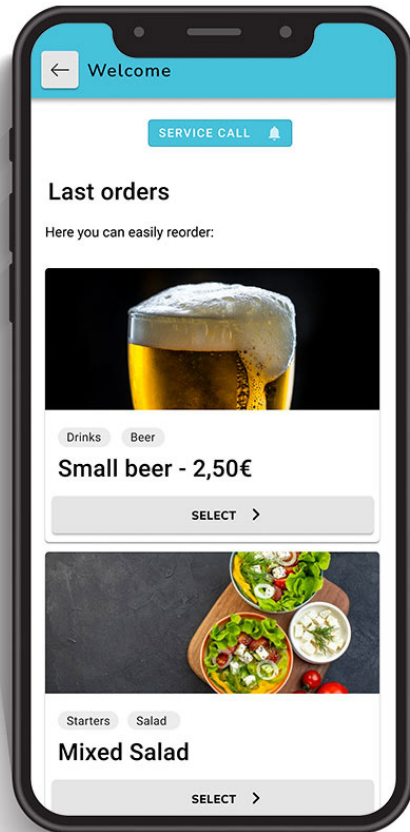 Welcome
SERVICE CALL
Last orders
Here you can easily reorder:
Drinks Beer
Small beer - 2,50€
SELECT
Starters Salad
Mixed Salad
SELECT